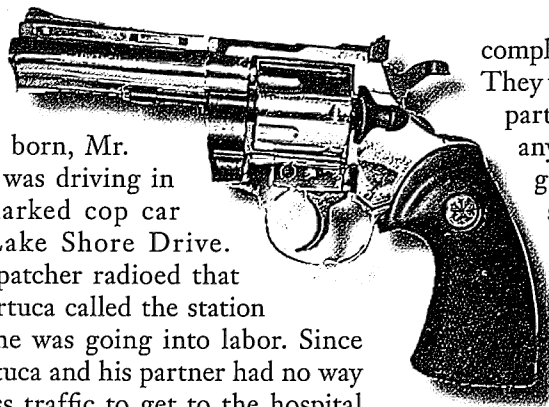 born, Mr.
was driving in
arked cop car
Lake Shore Drive.
patcher radioed that
rtuca called the station
he was going into labor. Since
tuca and his partner had no way
ss traffic to get to the hospital
compl
They
part
any
g